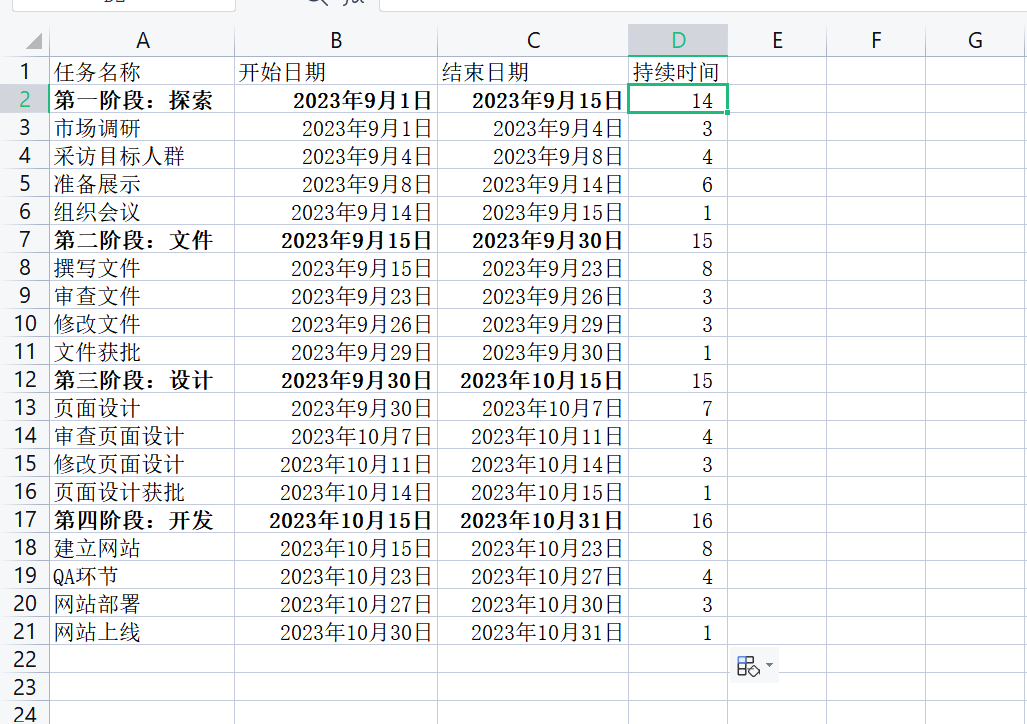 A B C D E F G
1 任务名称 开始日期 结束日期 持续时间
2 第一阶段：探索 2023年9月1日 2023年9月15日 14
3 市场调研 2023年9月1日 2023年9月4日 3
4 采访目标人群 2023年9月4日 2023年9月8日 4
5 准备展示 2023年9月8日 2023年9月14日 6
6 组织会议 2023年9月14日 2023年9月15日 1
7 第二阶段：文件 2023年9月15日 2023年9月30日 15
8 撰写文件 2023年9月15日 2023年9月23日 8
9 审查文件 2023年9月23日 2023年9月26日 3
10 修改文件 2023年9月26日 2023年9月29日 3
11 文件获批 2023年9月29日 2023年9月30日 1
12 第三阶段：设计 2023年9月30日 2023年10月15日 15
13 页面设计 2023年9月30日 2023年10月7日 7
14 审查页面设计 2023年10月7日 2023年10月11日 4
15 修改页面设计 2023年10月11日 2023年10月14日 3
16 页面设计获批 2023年10月14日 2023年10月15日 1
17 第四阶段：开发 2023年10月15日 2023年10月31日 16
18 建立网站 2023年10月15日 2023年10月23日 8
19 QA环节 2023年10月23日 2023年10月27日 4
20 网站部署 2023年10月27日 2023年10月30日 3
21 网站上线 2023年10月30日 2023年10月31日 1
22
23
24